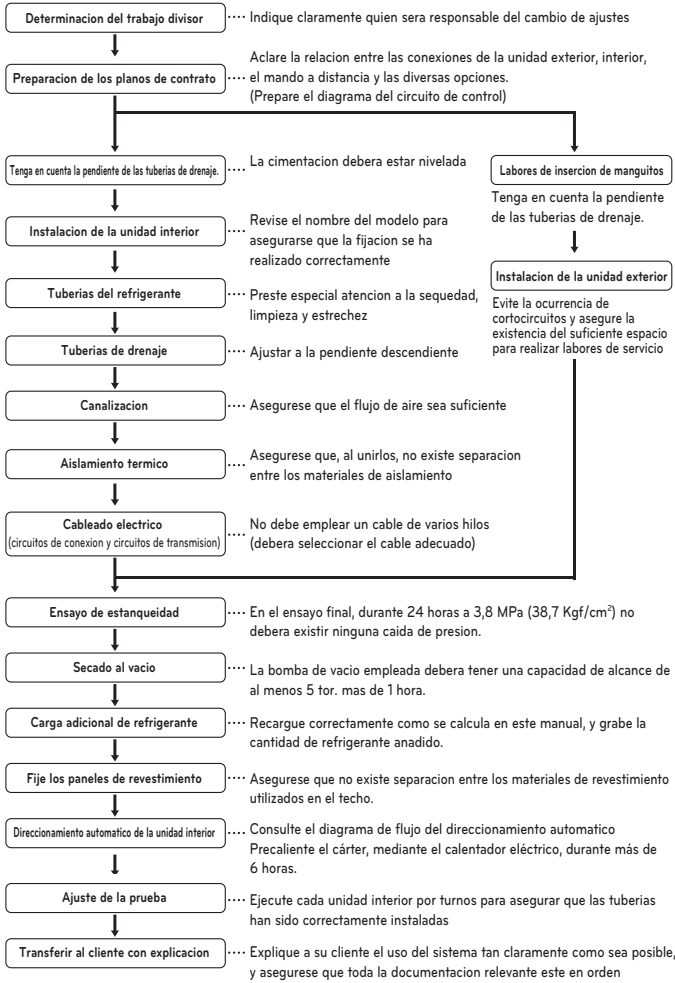 Determinacion del trabajo divisor
Indique claramente quien sera responsable del cambio de ajustes
Preparacion de los planos de contrato
Aclare la relacion entre las conexiones de la unidad exterior, interior,
el mando a distancia y las diversas opciones.
(Prepare el diagrama del circuito de control)
Tenga en cuenta la pendiente de las tuberias de drenaje.
La cimentacion debera estar nivelada
Labores de insercion de manguitos
Tenga en cuenta la pendiente
de las tuberias de drenaje.
Instalacion de la unidad interior
Revise el nombre del modelo para
asegurarse que la fijacion se ha
realizado correctamente
Instalacion de la unidad exterior
Evite la ocurrencia de
cortocircuitos y asegure la
existencia del suficiente espacio
para realizar labores de servicio
Tuberias del refrigerante
Preste especial atencion a la sequedad,
limpieza y estrechez
Tuberias de drenaje
Ajustar a la pendiente descendiente
Canalizacion
Asegurese que el flujo de aire sea suficiente
Aislamiento termico
Asegurese que, al unirlos, no existe separacion
entre los materiales de aislamiento
Cableado electrico
(circuitos de conexion y circuitos de transmision)
No debe emplear un cable de varios hilos
(debera seleccionar el cable adecuado)
Ensayo de estanqueidad
En el ensayo final, durante 24 horas a 3,8 MPa (38,7 Kgf/cm²) no
debera existir ninguna caida de presion.
Secado al vacio
La bomba de vacio empleada debera tener una capacidad de alcance de
al menos 5 tor. mas de 1 hora.
Carga adicional de refrigerante
Recargue correctamente como se calcula en este manual, y grabe la
cantidad de refrigerante anadido.
Fije los paneles de revestimiento
Asegurese que no existe separacion entre los materiales de revestimiento
utilizados en el techo.
Direccionamiento automatico de la unidad interior
Consulte el diagrama de flujo del direccionamiento automatico
Precaliente el cárter, mediante el calentador eléctrico, durante más de
6 horas.
Ajuste de la prueba
Ejecute cada unidad interior por turnos para asegurar que las tuberias
han sido correctamente instaladas
Transferir al cliente con explicacion
Explique a su cliente el uso del sistema tan claramente como sea posible,
y asegurese que toda la documentacion relevante este en orden